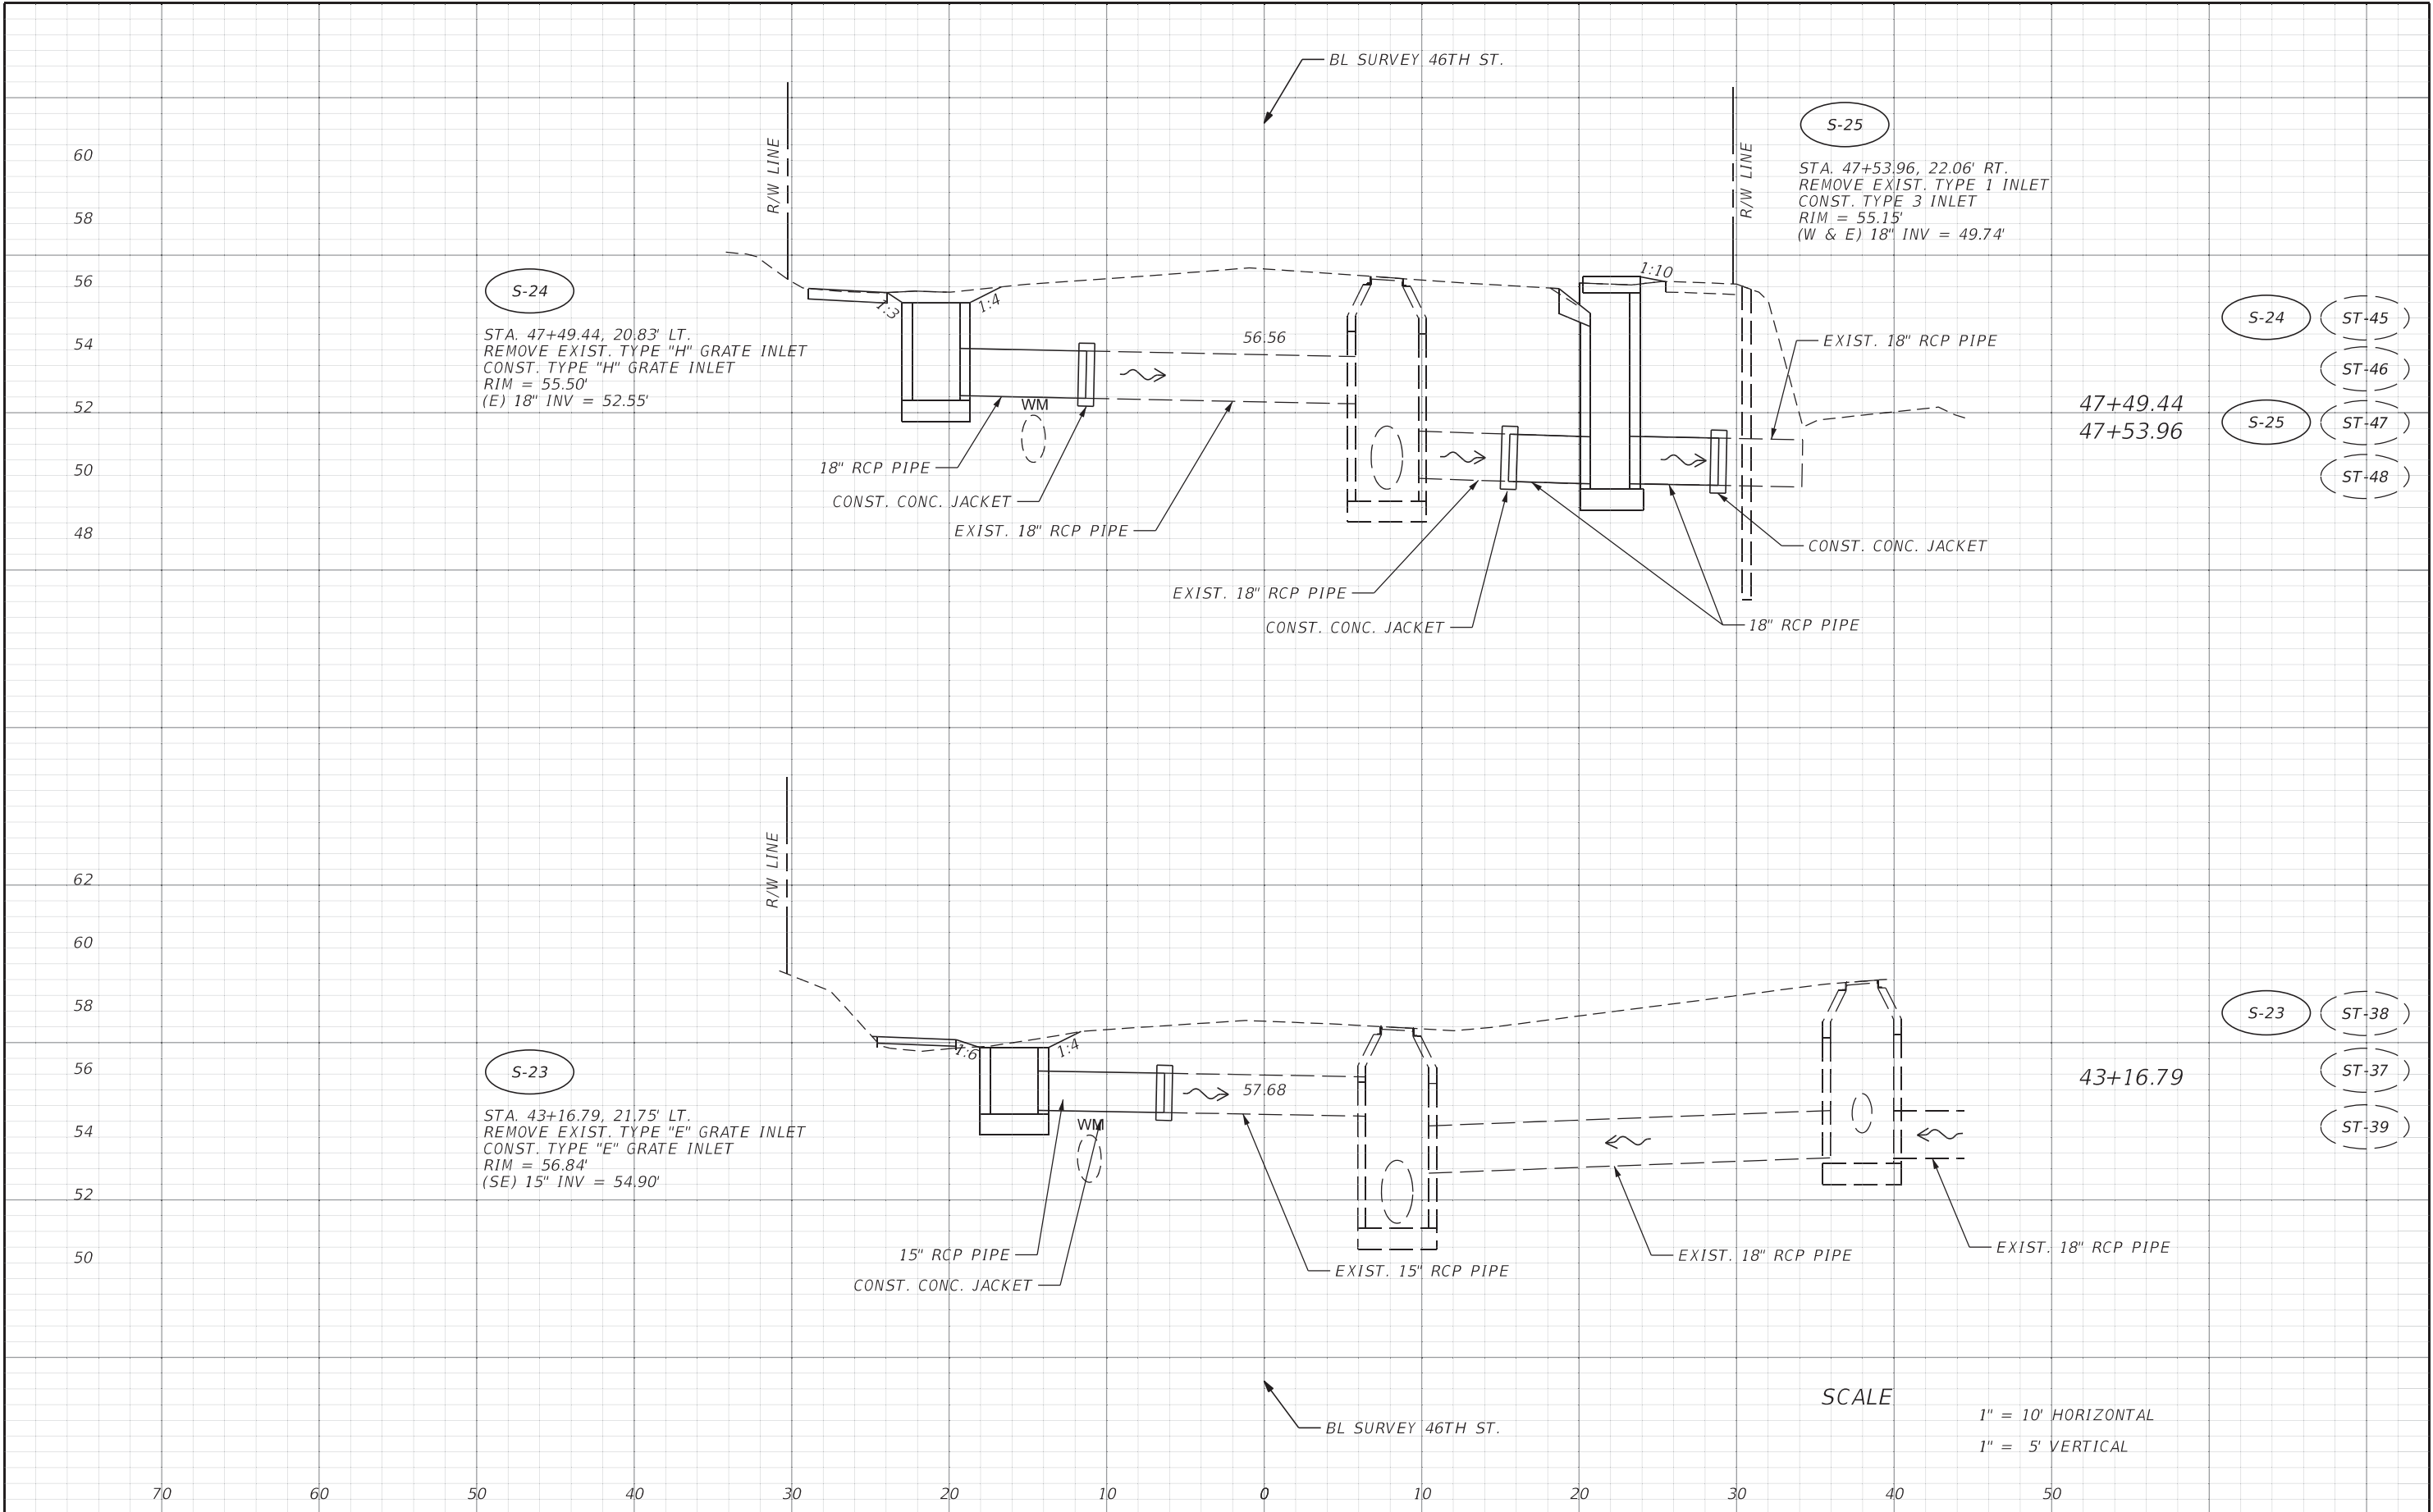 BL SURVEY 46TH ST.
S-25
STA. 47+53.96, 22.06' RT.
REMOVE EXIST. TYPE 1 INLET
CONST. TYPE 3 INLET
RIM = 55.15'
(W & E) 18" INV = 49.74'
R/W LINE
R/W LINE
60
58
56
54
52
50
48
S-24
STA. 47+49.44, 20.83' LT.
REMOVE EXIST. TYPE "H" GRATE INLET
CONST. TYPE "H" GRATE INLET
RIM = 55.50'
(E) 18" INV = 52.55'
1:3
1:4
1:10
56.56
WM
18" RCP PIPE
CONST. CONC. JACKET
EXIST. 18" RCP PIPE
EXIST. 18" RCP PIPE
CONST. CONC. JACKET
EXIST. 18" RCP PIPE
CONST. CONC. JACKET
18" RCP PIPE
47+49.44
47+53.96
S-24
ST-45
ST-46
S-25
ST-47
ST-48
R/W LINE
62
60
58
56
54
52
50
S-23
STA. 43+16.79, 21.75' LT.
REMOVE EXIST. TYPE "E" GRATE INLET
CONST. TYPE "E" GRATE INLET
RIM = 56.84'
(SE) 15" INV = 54.90'
1:6
1:4
57.68
WM
15" RCP PIPE
CONST. CONC. JACKET
EXIST. 15" RCP PIPE
EXIST. 18" RCP PIPE
EXIST. 18" RCP PIPE
43+16.79
S-23
ST-38
ST-37
ST-39
BL SURVEY 46TH ST.
SCALE
1" = 10' HORIZONTAL
1" = 5' VERTICAL
70 60 50 40 30 20 10 0 10 20 30 40 50